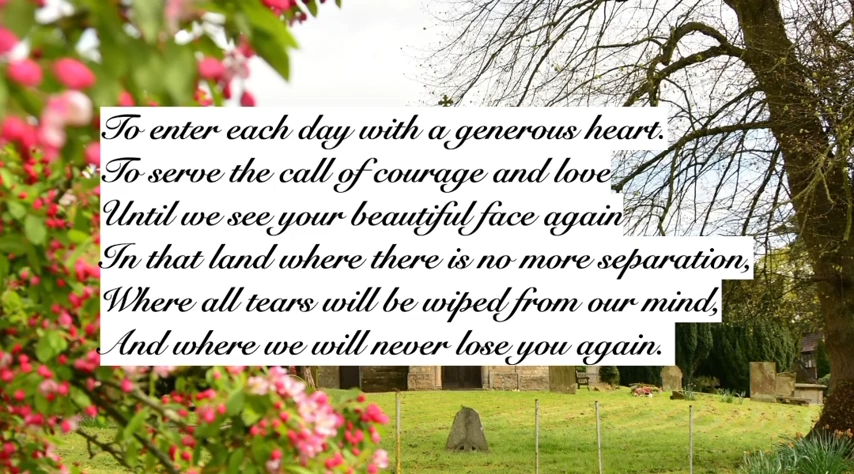 To enter each day with a generous heart.
To serve the call of courage and love
Until we see your beautiful face again
In that land where there is no more separation,
Where all tears will be wiped from our mind,
And where we will never lose you again.